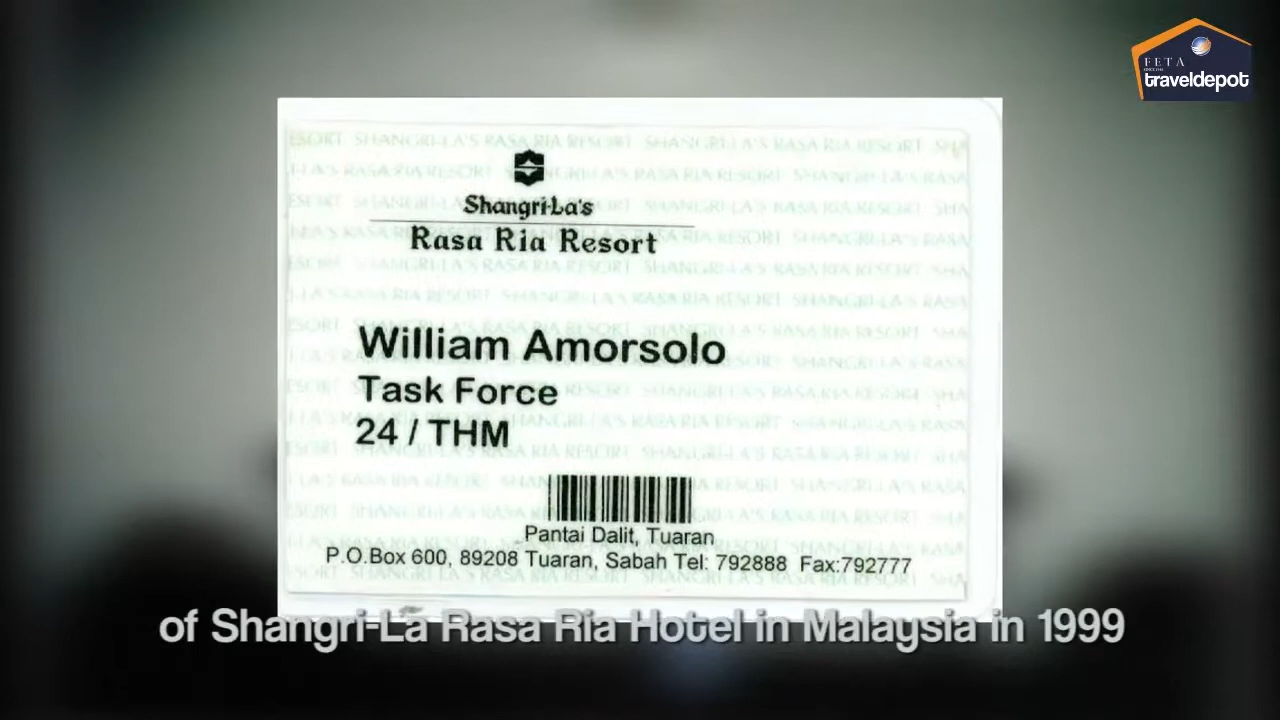 FETA
traveldepot
Shangri-La's
Rasa Ria Resort
William Amorsolo
Task Force
24 / THM
Pantai Dalit, Tuaran
P.O.Box 600, 89208 Tuaran, Sabah Tel: 792888 Fax:792777
of Shangri-La Rasa Ria Hotel in Malaysia in 1999